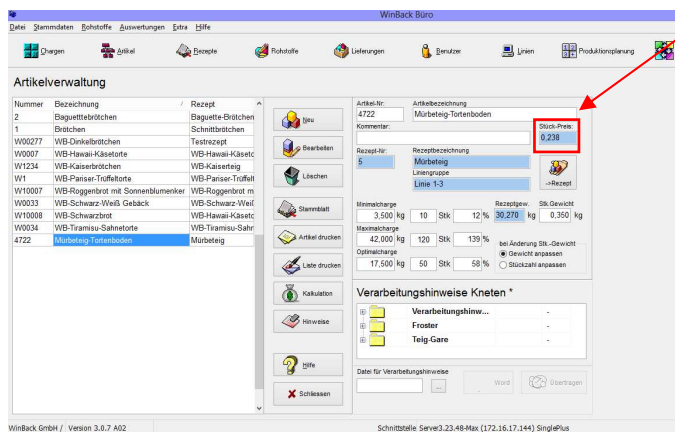 WinBack Büro
Datei Stammdaten Rohstoffe Auswertungen Extra Hilfe
Chargen Artikel Rezepte Rohstoffe Lieferungen Benutzer Linien Produktionsplanung
Artikelverwaltung
Nummer Bezeichnung / Rezept
2 Baguetttebrötchen Baguette-Brötchen
1 Brötchen Schnittbrötchen
W00277 WB-Dinkelbrötchen Testrezept
W0007 WB-Hawaii-Käsetorte WB-Hawaii-Käsetc
W1234 WB-Kaiserbrötchen WB-Kaiserteig
W1 WB-Pariser-Trüffeltorte WB-Pariser-Trüffelt
W10007 WB-Roggenbrot mit Sonnenblumenker WB-Roggenbrot m
W0033 WB-Schwarz-Weiß Gebäck WB-Schwarz-Weiß
W10008 WB-Schwarzbrot WB-Hawaii-Käsetc
W0034 WB-Tiramisu-Sahnetorte WB-Tiramisu-Sahr
4722 Mürbeteig-Tortenboden Mürbeteig
Neu
Bearbeiten
Löschen
Stammblatt
Artikel drucken
Liste drucken
Kalkulation
Hinweise
Hilfe
Schliessen
Artikel-Nr: Artikelbezeichnung
4722 Mürbeteig-Tortenboden
Kommentar: Stück-Preis:
0,238
Rezept-Nr: Rezeptbezeichnung
5 Mürbeteig
Liniengruppe
Linie 1-3
->Rezept
Minimalcharge Rezeptgew. Stk.Gewicht
3,500 kg 10 Stk 12 % 30,270 kg 0,350 kg
Maximalcharge
42,000 kg 120 Stk 139 %
bei Änderung Stk.-Gewicht
Optimalcharge
Gewicht anpassen
17,500 kg 50 Stk 58 % Stückzahl anpassen
Verarbeitungshinweise Kneten *
Verarbeitungshinw... -
Froster -
Teig-Gare -
Datei für Verarbeitungshinweise
... Word Übertragen
WinBack GmbH / Version 3.0.7 A02 Schnittstelle Server3.23.48-Max (172.16.17.144) SinglePlus